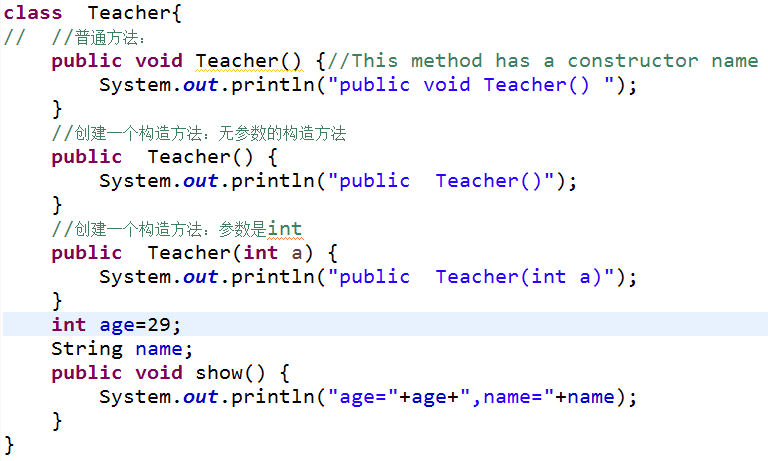 class  Teacher{
//  //普通方法：
    public void Teacher() {//This method has a constructor name
        System.out.println("public void Teacher() ");
    }
    //创建一个构造方法：无参数的构造方法
    public  Teacher() {
        System.out.println("public  Teacher()");
    }
    //创建一个构造方法：参数是int
    public  Teacher(int a) {
        System.out.println("public  Teacher(int a)");
    }
    int age=29;
    String name;
    public void show() {
        System.out.println("age="+age+",name="+name);
    }
}